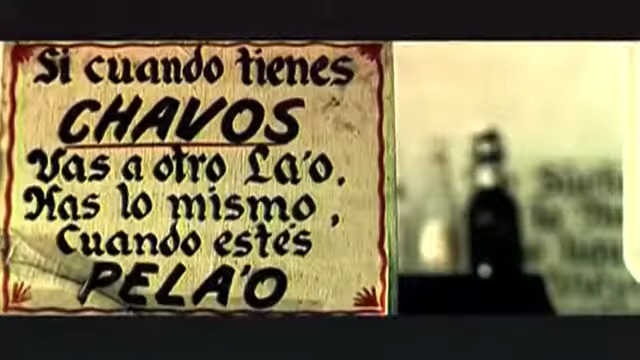 Si cuando tienes
CHAVOS
Vas a otro La'o.
Has lo mismo,
Cuando estés
PELA'O